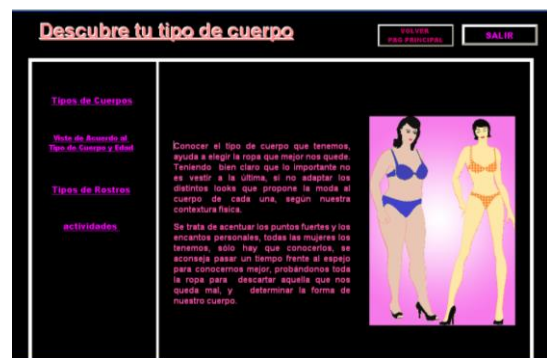 Descubre tu tipo de cuerpo
VOLVER
PAG PRINCIPAL
SALIR
Tipos de Cuerpos
Viste de Acuerdo al
Tipo de Cuerpo y Edad
Tipos de Rostros
actividades
Conocer el tipo de cuerpo que tenemos,
ayuda a elegir la ropa que mejor nos quede.
Teniendo bien claro que lo importante no
es vestir a la última, si no adaptar los
distintos looks que propone la moda al
cuerpo de cada una, según nuestra
contextura física.
Se trata de acentuar los puntos fuertes y los
encantos personales, todas las mujeres los
tenemos, sólo hay que conocerlos, se
aconseja pasar un tiempo frente al espejo
para conocernos mejor, probándonos toda
la ropa para descartar aquella que nos
queda mal, y determinar la forma de
nuestro cuerpo.